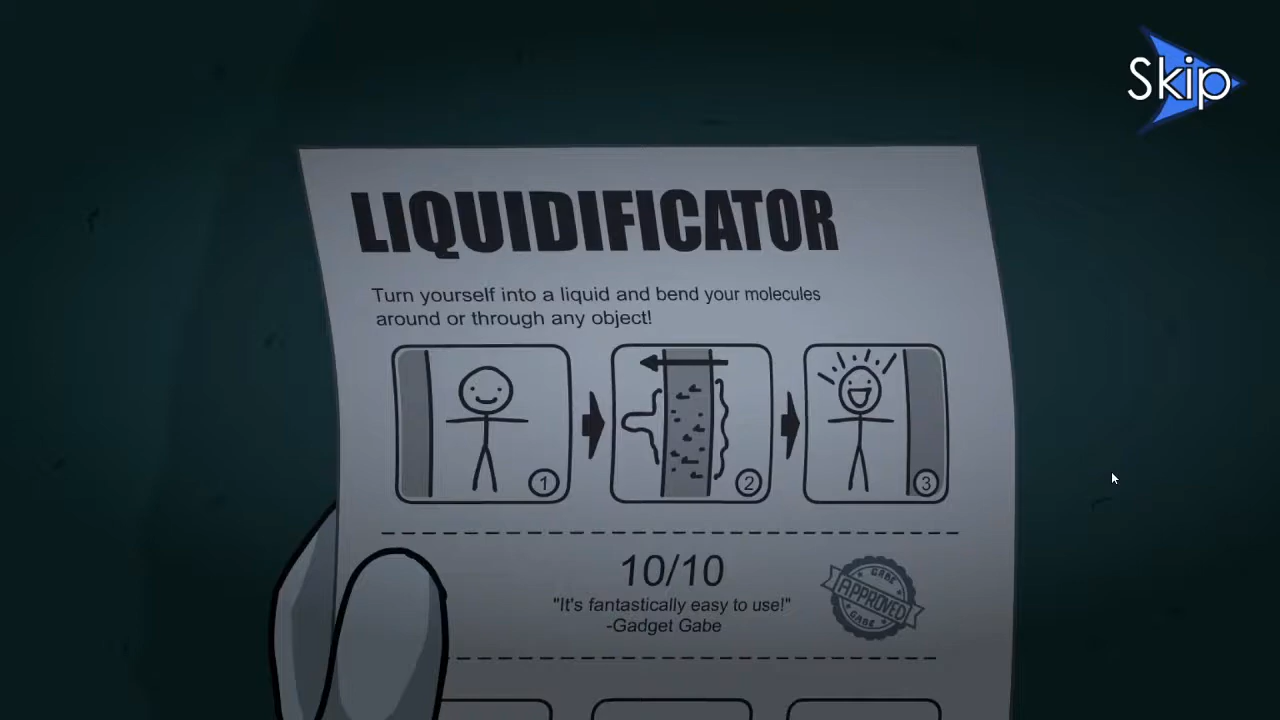 Skip
LIQUIDIFICATOR
Turn yourself into a liquid and bend your molecules
around or through any object!
1
2
3
10/10
"It's fantastically easy to use!"
-Gadget Gabe
GABE
APPROVED
GABE